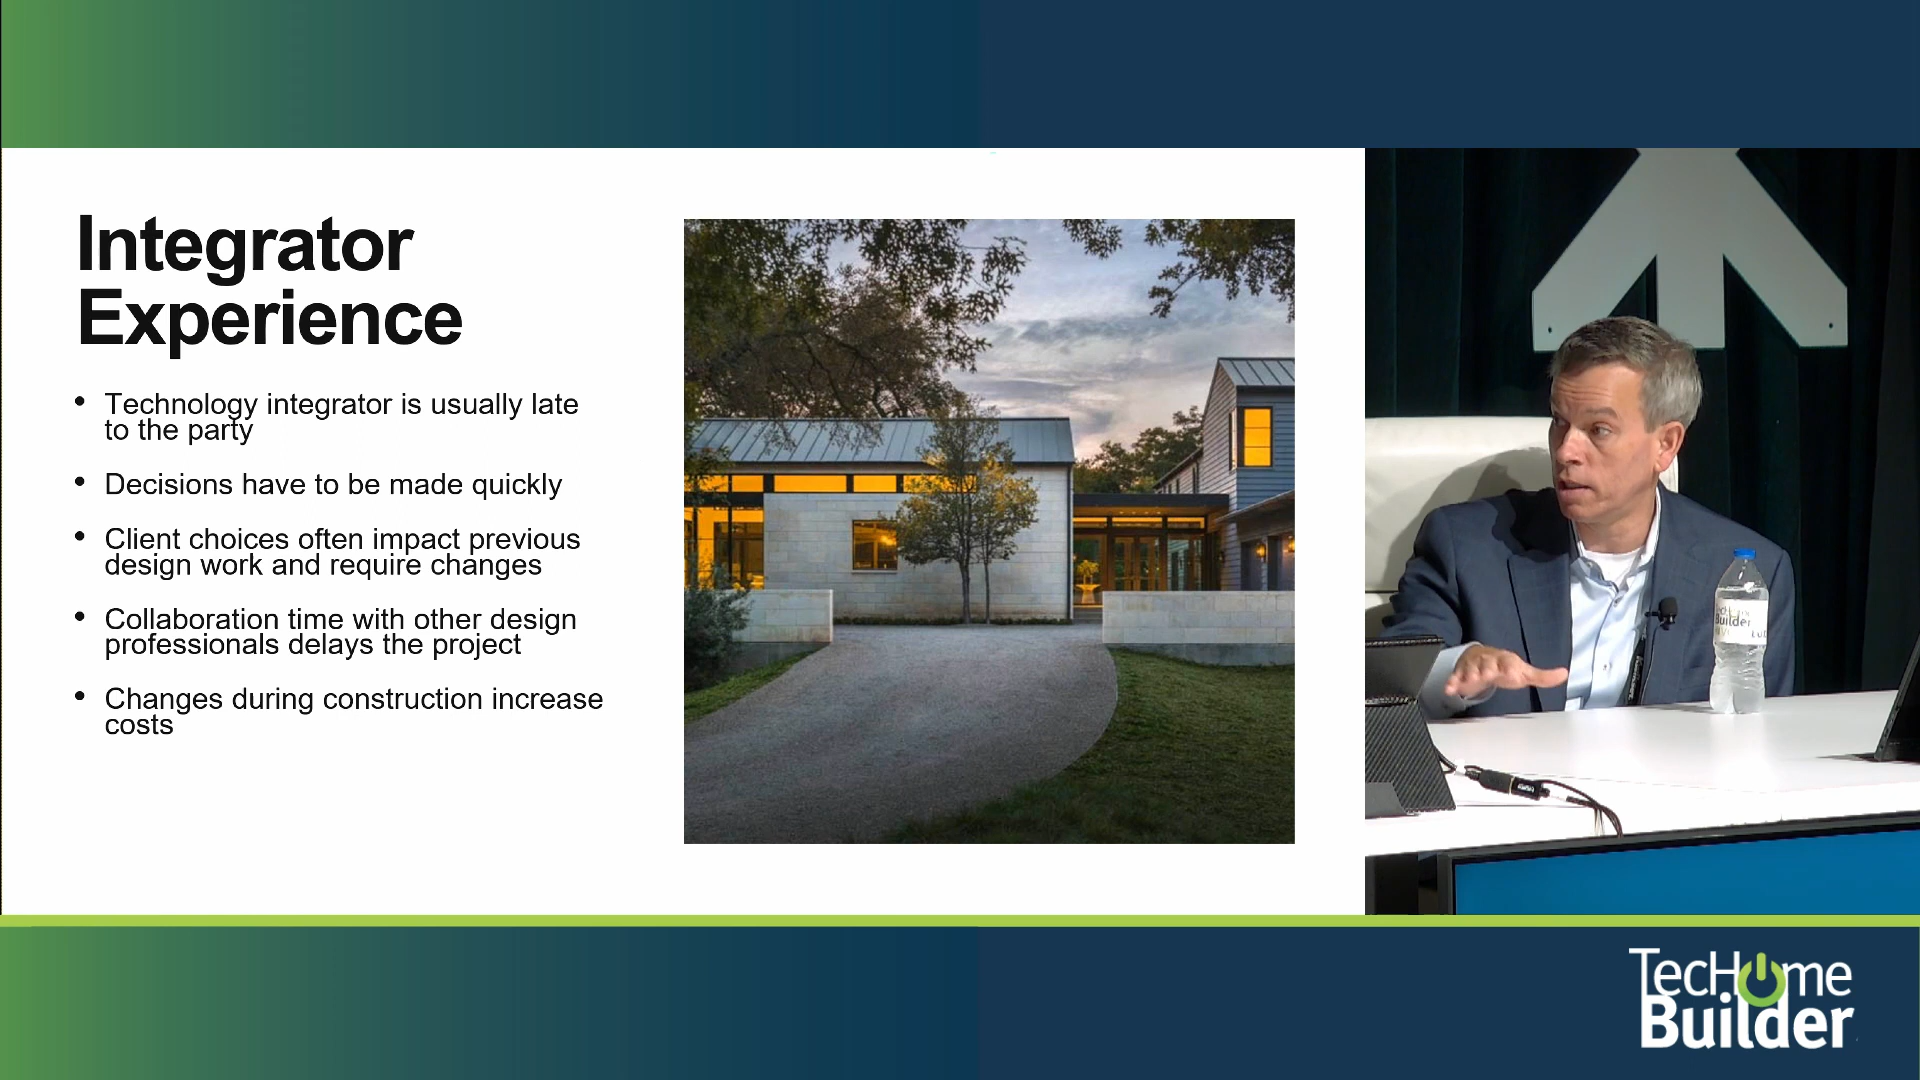 Integrator
Experience
• Technology integrator is usually late
to the party
• Decisions have to be made quickly
• Client choices often impact previous
design work and require changes
• Collaboration time with other design
professionals delays the project
• Changes during construction increase
costs
Builder
TecHome
Builder